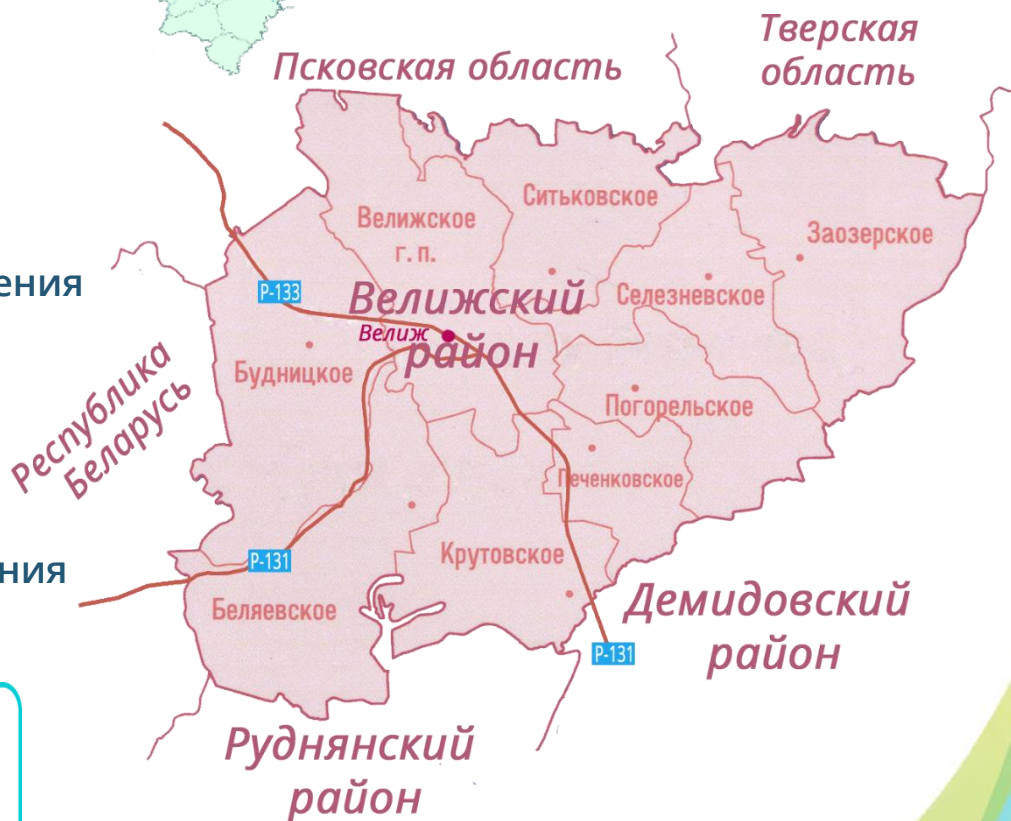 Тверская
область
Псковская область
Ситьковское
Велижское
г. п.
Заозерское
ения
Р-133
Велижский
район
Селезневское
Велиж
Республика
Беларусь
Будницкое
Погорельское
Печенковское
Р-131
Крутовское
ния
Беляевское
Демидовский
район
Р-131
Руднянский
район